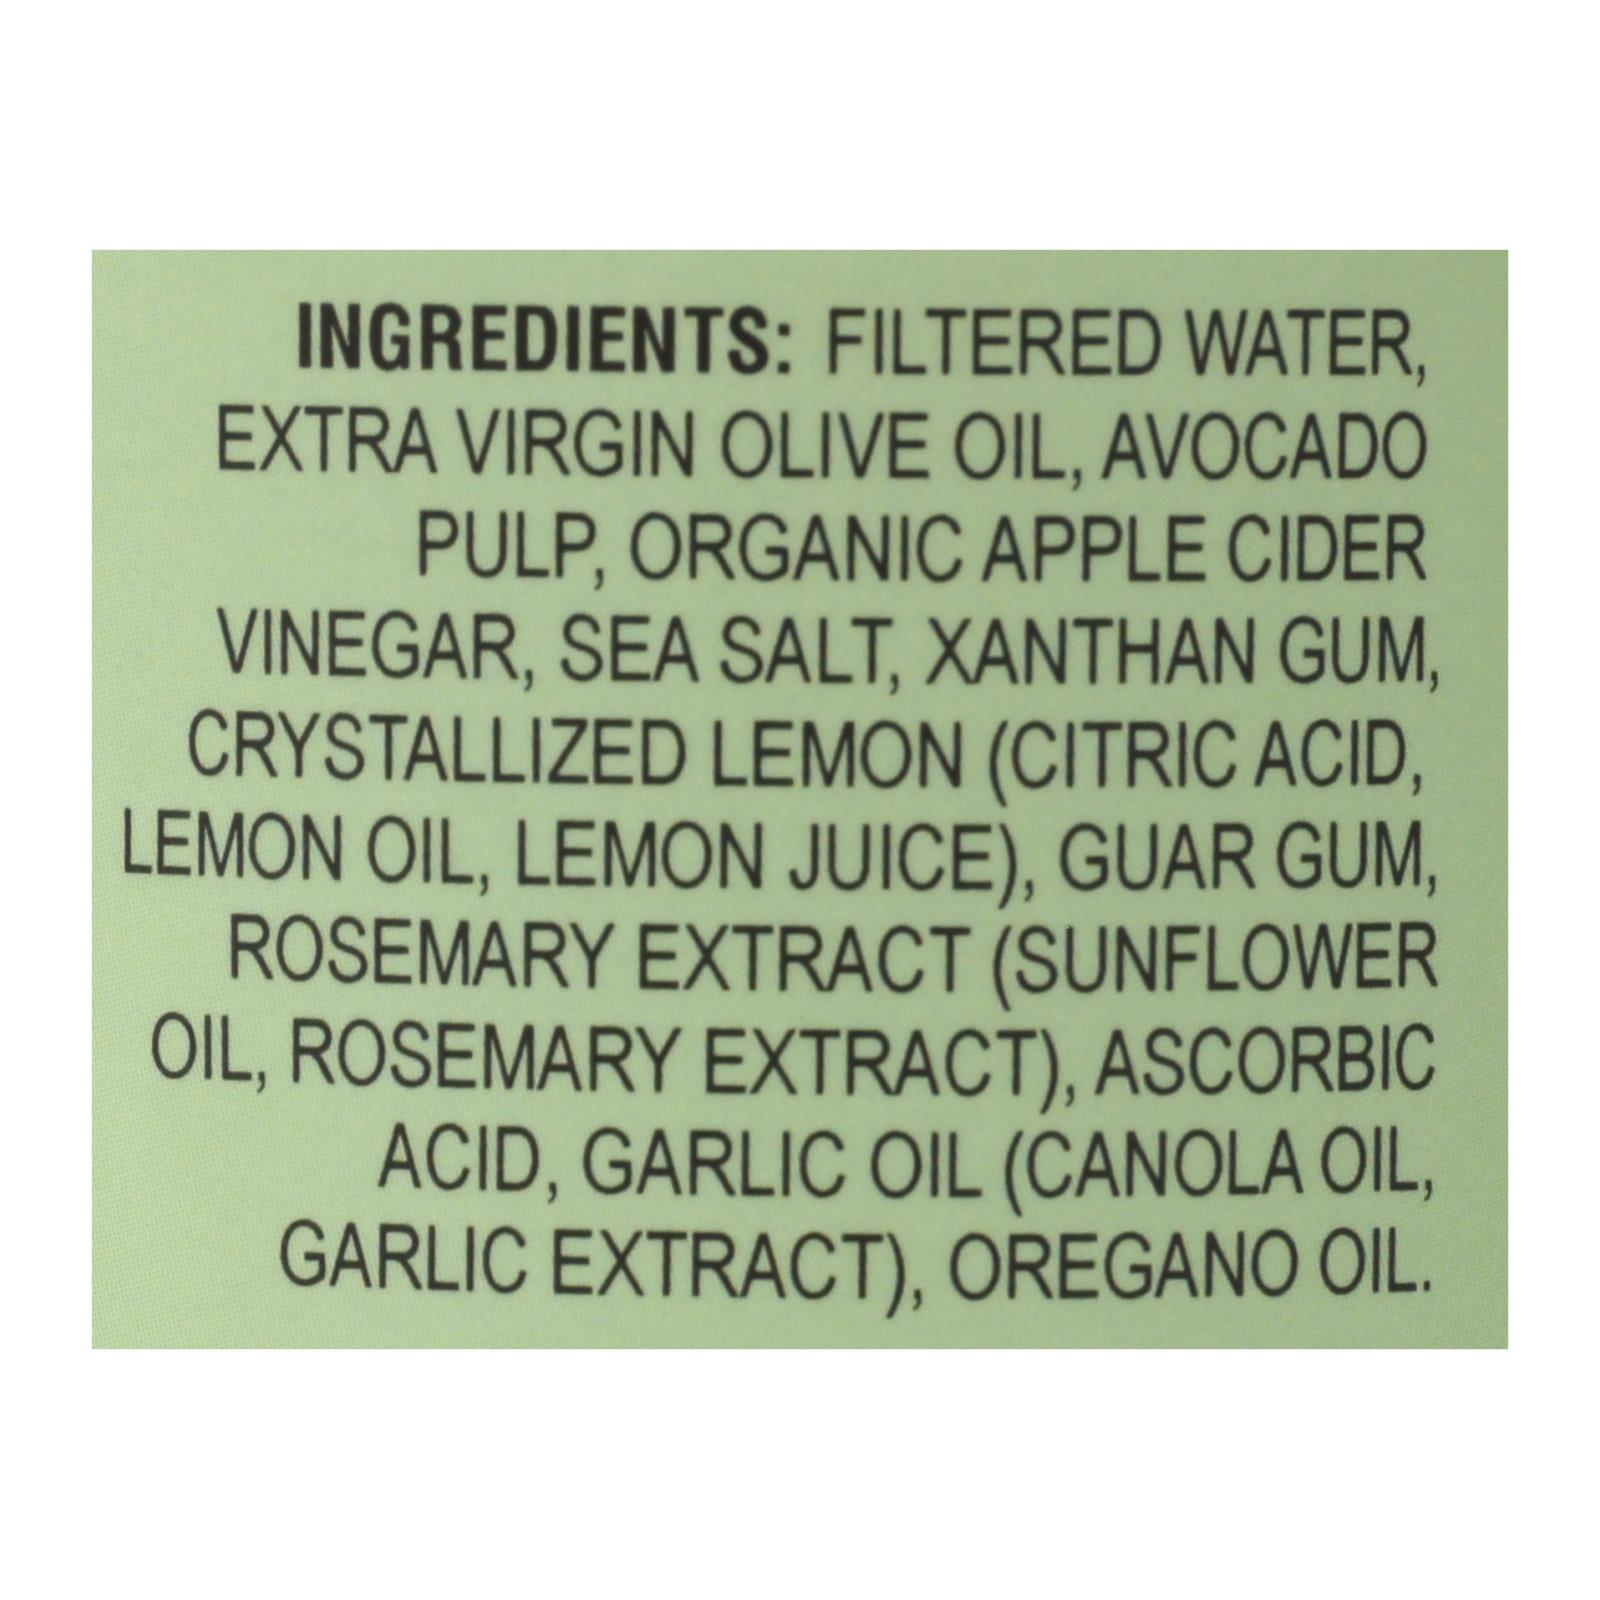 INGREDIENTS: FILTERED WATER,
EXTRA VIRGIN OLIVE OIL, AVOCADO
PULP, ORGANIC APPLE CIDER
VINEGAR, SEA SALT, XANTHAN GUM,
CRYSTALLIZED LEMON (CITRIC ACID,
LEMON OIL, LEMON JUICE), GUAR GUM,
ROSEMARY EXTRACT (SUNFLOWER
OIL, ROSEMARY EXTRACT), ASCORBIC
ACID, GARLIC OIL (CANOLA OIL,
GARLIC EXTRACT), OREGANO OIL.